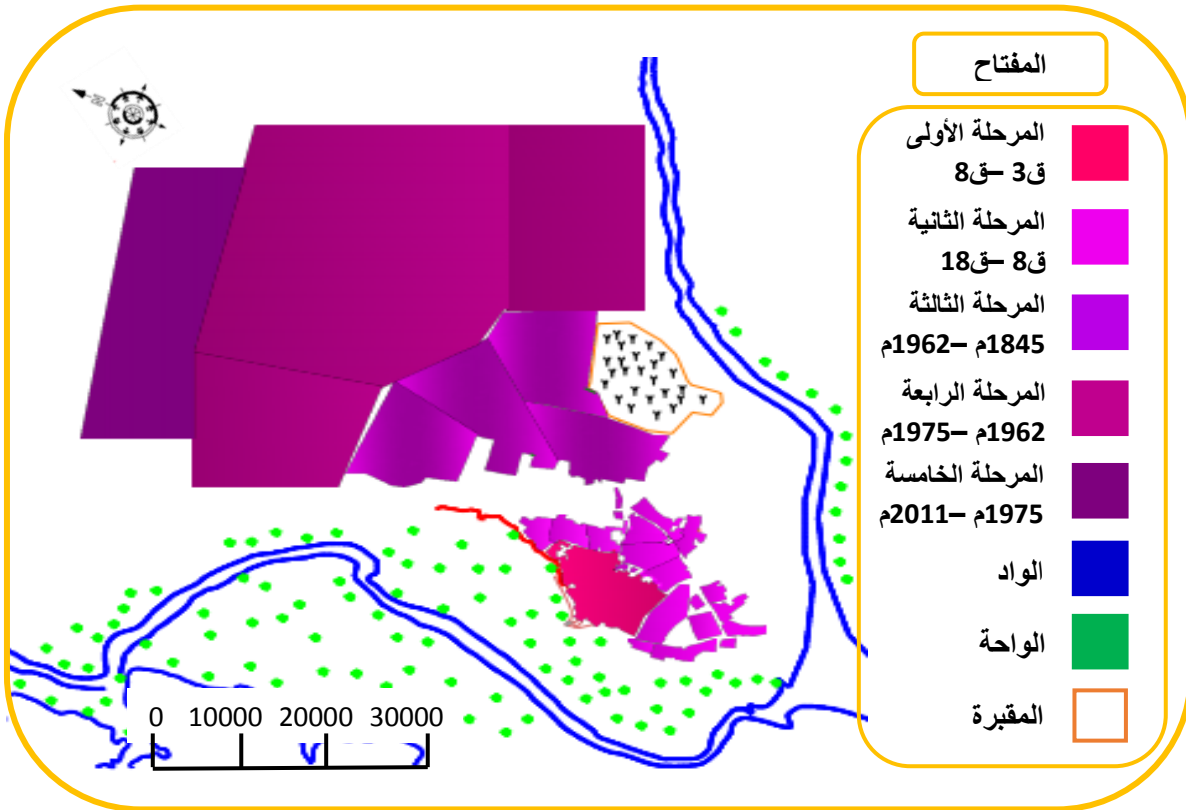 المفتاح
المرحلة الأولى
ق3 –ق8
المرحلة الثانية
ق8 –ق18
المرحلة الثالثة
1845م –1962م
المرحلة الرابعة
1962م –1975م
المرحلة الخامسة
1975م –2011م
الواد
الواحة
المقبرة
N
0 10000 20000 30000